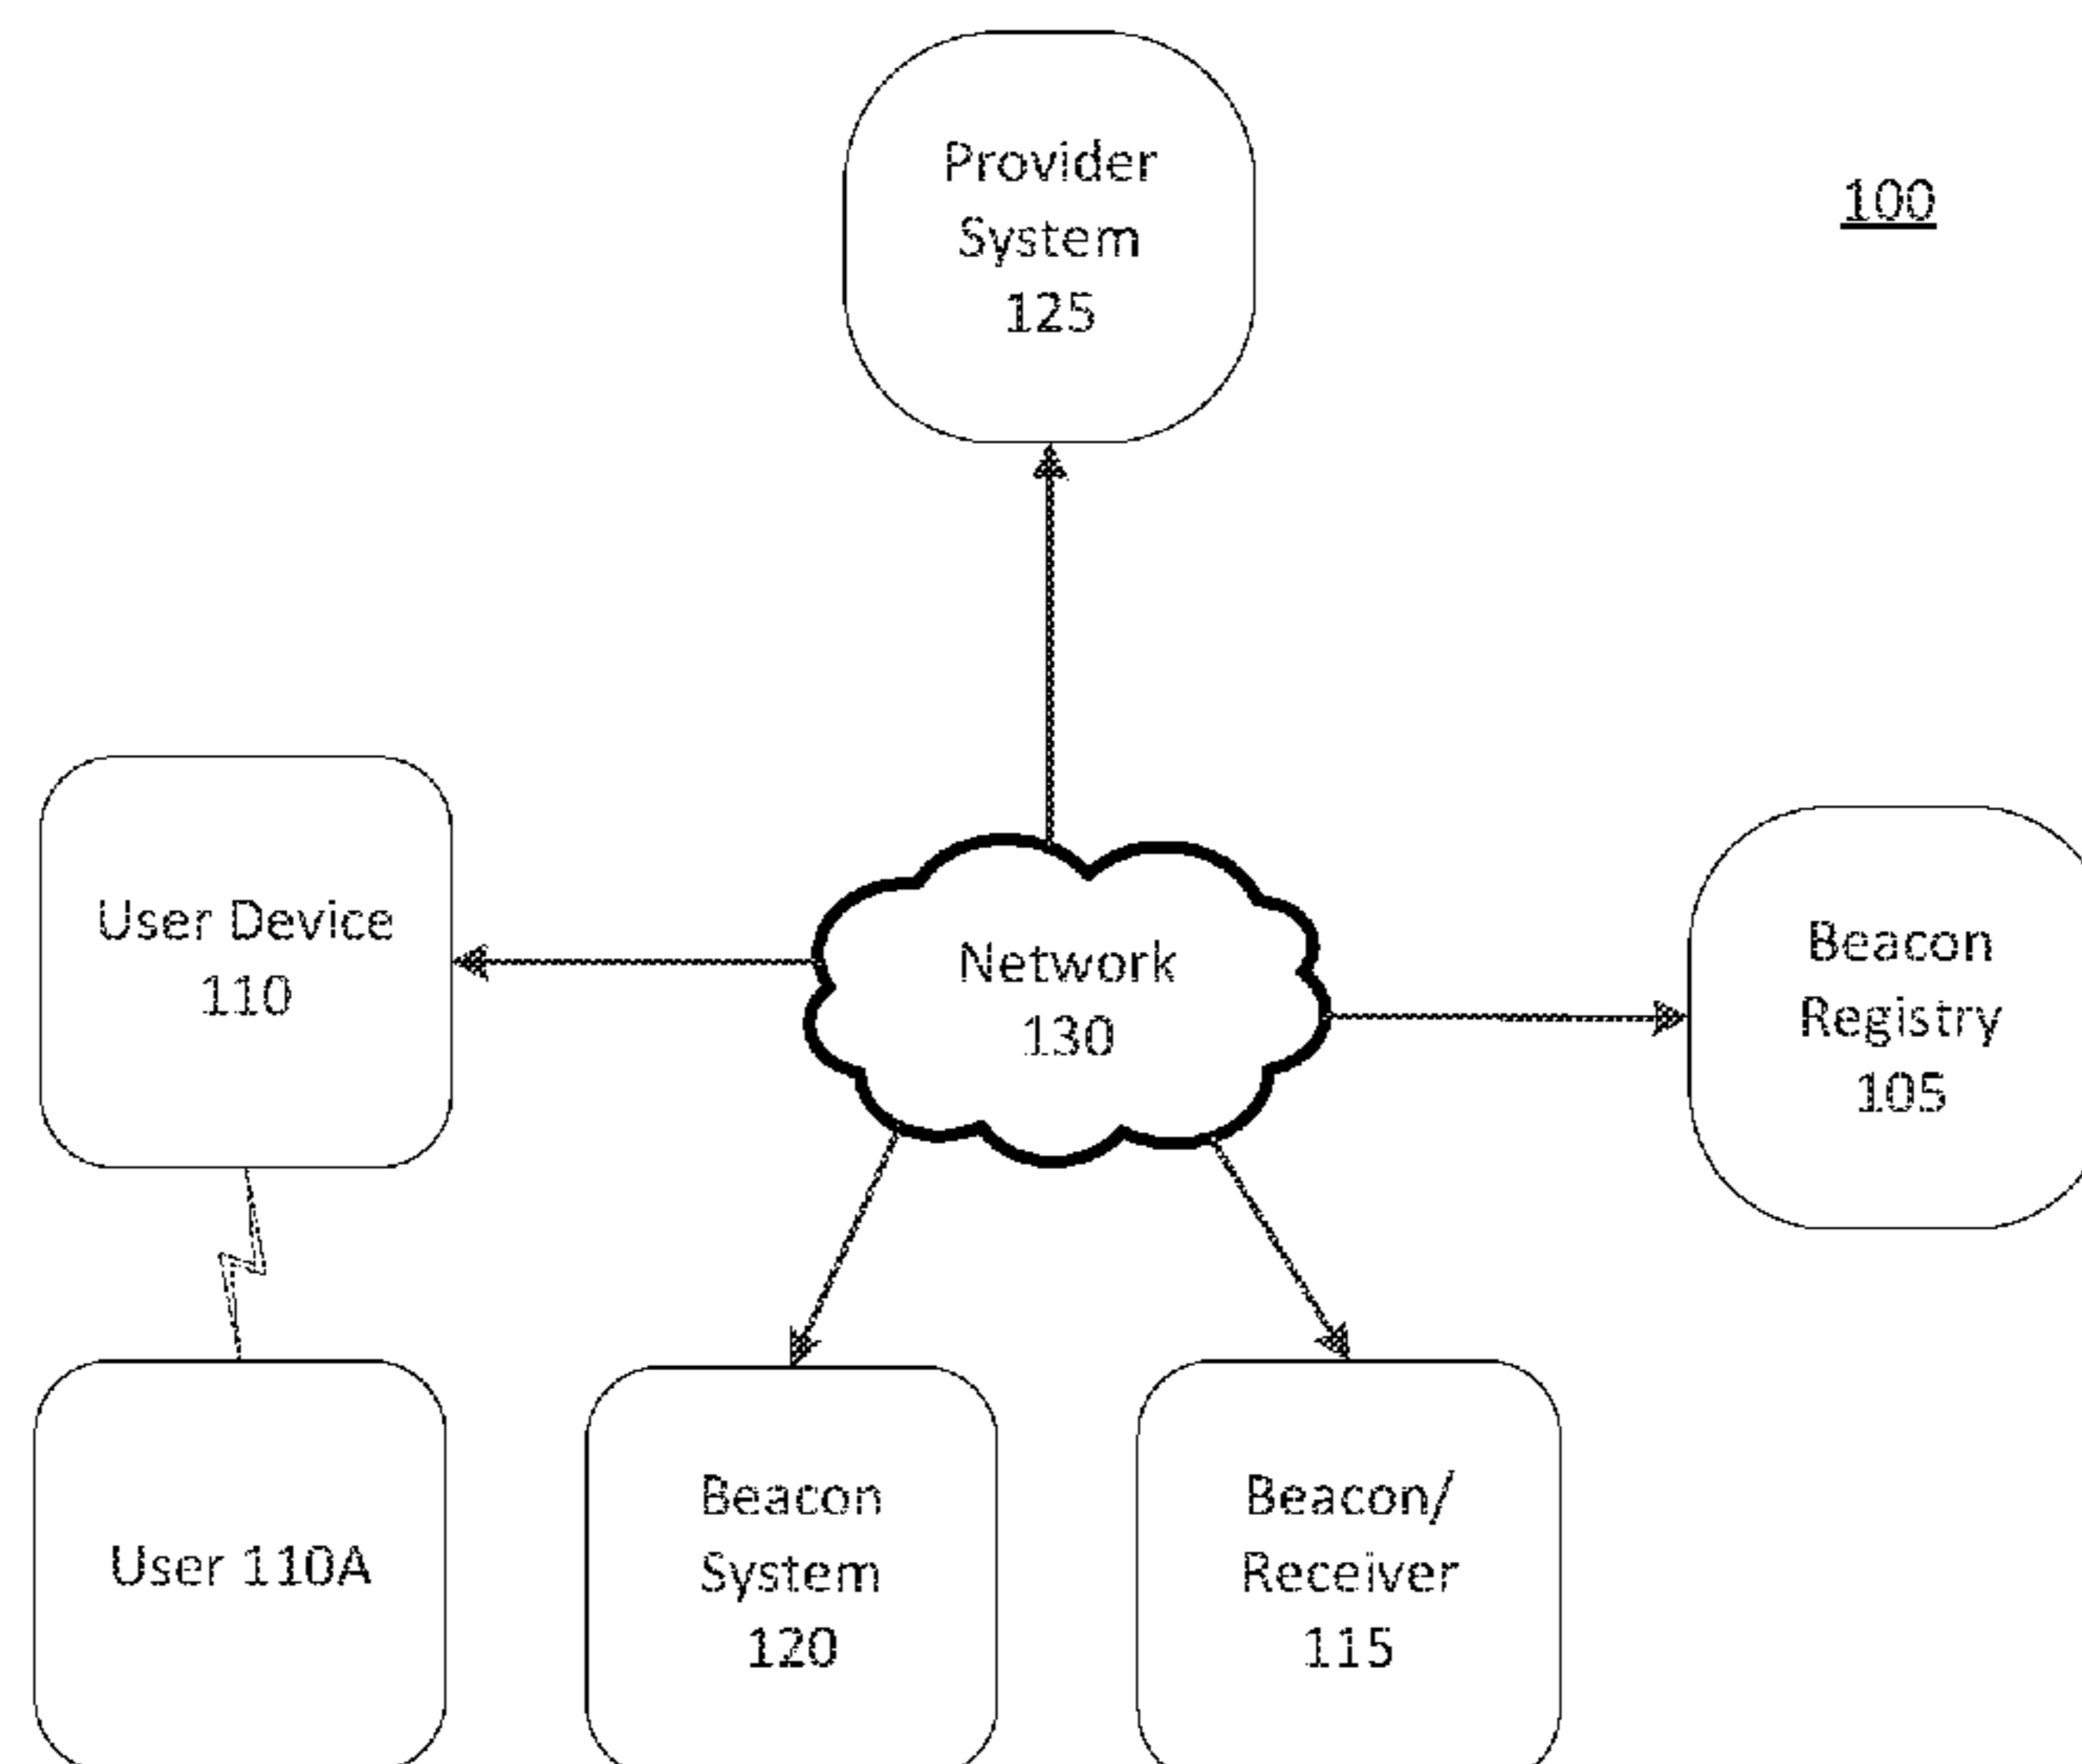 Provider
System
125
100
User Device
110
Network
130
Beacon
Registry
105
User 110A
Beacon
System
120
Beacon/
Receiver
115